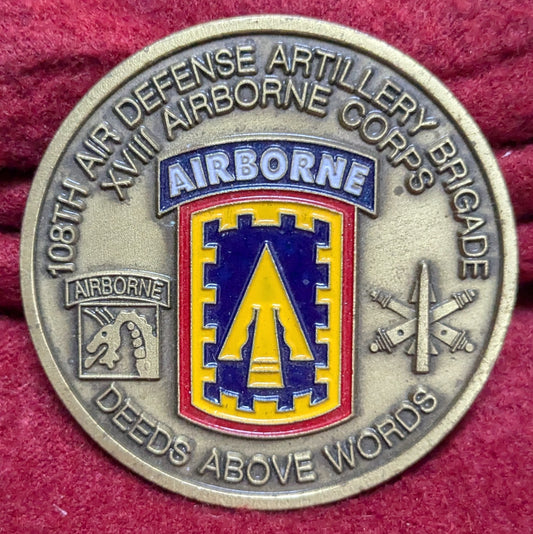 108TH AIR DEFENSE ARTILLERY BRIGADE
XVIII AIRBORNE CORPS
AIRBORNE
AIRBORNE
DEEDS ABOVE WORDS